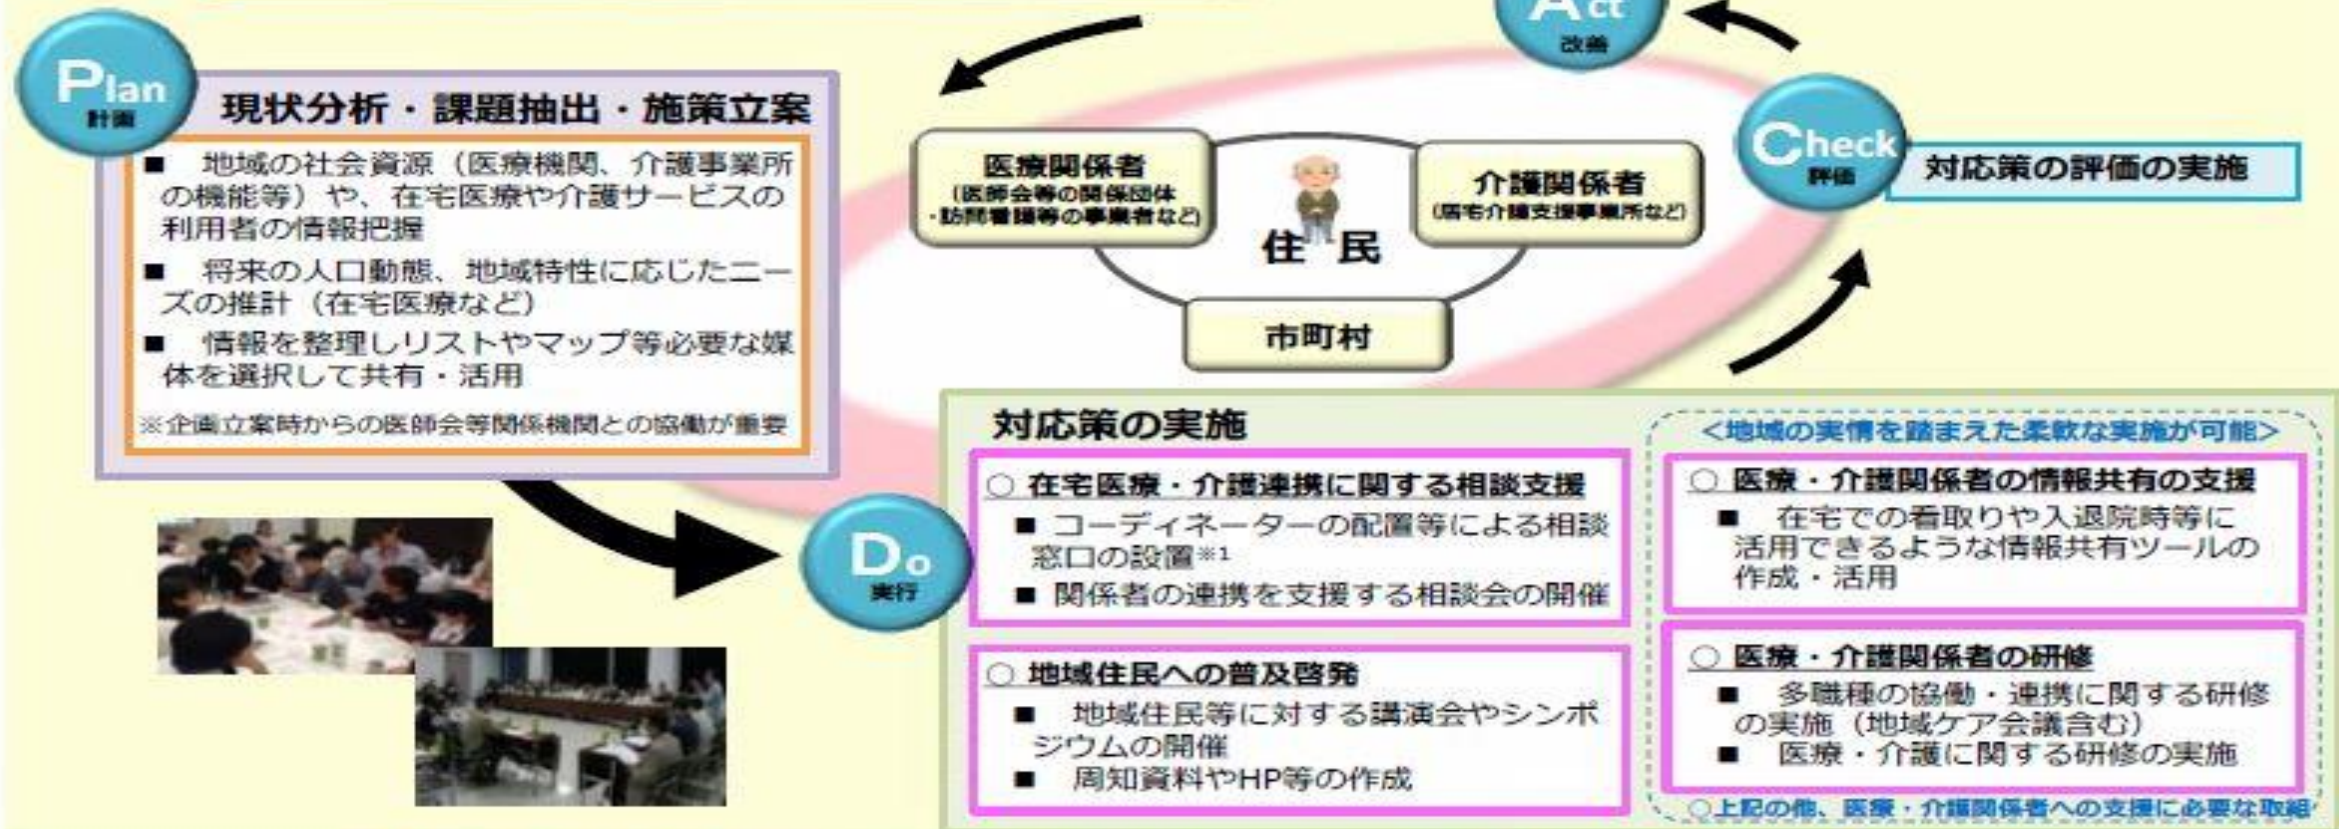 Act
改善
Plan
計画
現状分析・課題抽出・施策立案
■ 地域の社会資源（医療機関、介護事業所
の機能等）や、在宅医療や介護サービスの
利用者の情報把握
■ 将来の人口動態、地域特性に応じたニー
ズの推計（在宅医療など）
■ 情報を整理しリストやマップ等必要な媒
体を選択して共有・活用
※企画立案時からの医師会等関係機関との協働が重要
医療関係者
（医師会等の関係団体
・訪問看護等の事業者など）
住 民
介護関係者
（居宅介護支援事業所など）
市町村
Check
評価
対応策の評価の実施
Do
実行
対応策の実施
○ 在宅医療・介護連携に関する相談支援
■ コーディネーターの配置等による相談
窓口の設置※1
■ 関係者の連携を支援する相談会の開催
○ 地域住民への普及啓発
■ 地域住民等に対する講演会やシンポ
ジウムの開催
■ 周知資料やHP等の作成
<地域の実情を踏まえた柔軟な実施が可能>
○ 医療・介護関係者の情報共有の支援
■ 在宅での看取りや入退院時等に
活用できるような情報共有ツールの
作成・活用
○ 医療・介護関係者の研修
■ 多職種の協働・連携に関する研修
の実施（地域ケア会議含む）
■ 医療・介護に関する研修の実施
○上記の他、医療・介護関係者への支援に必要な取組